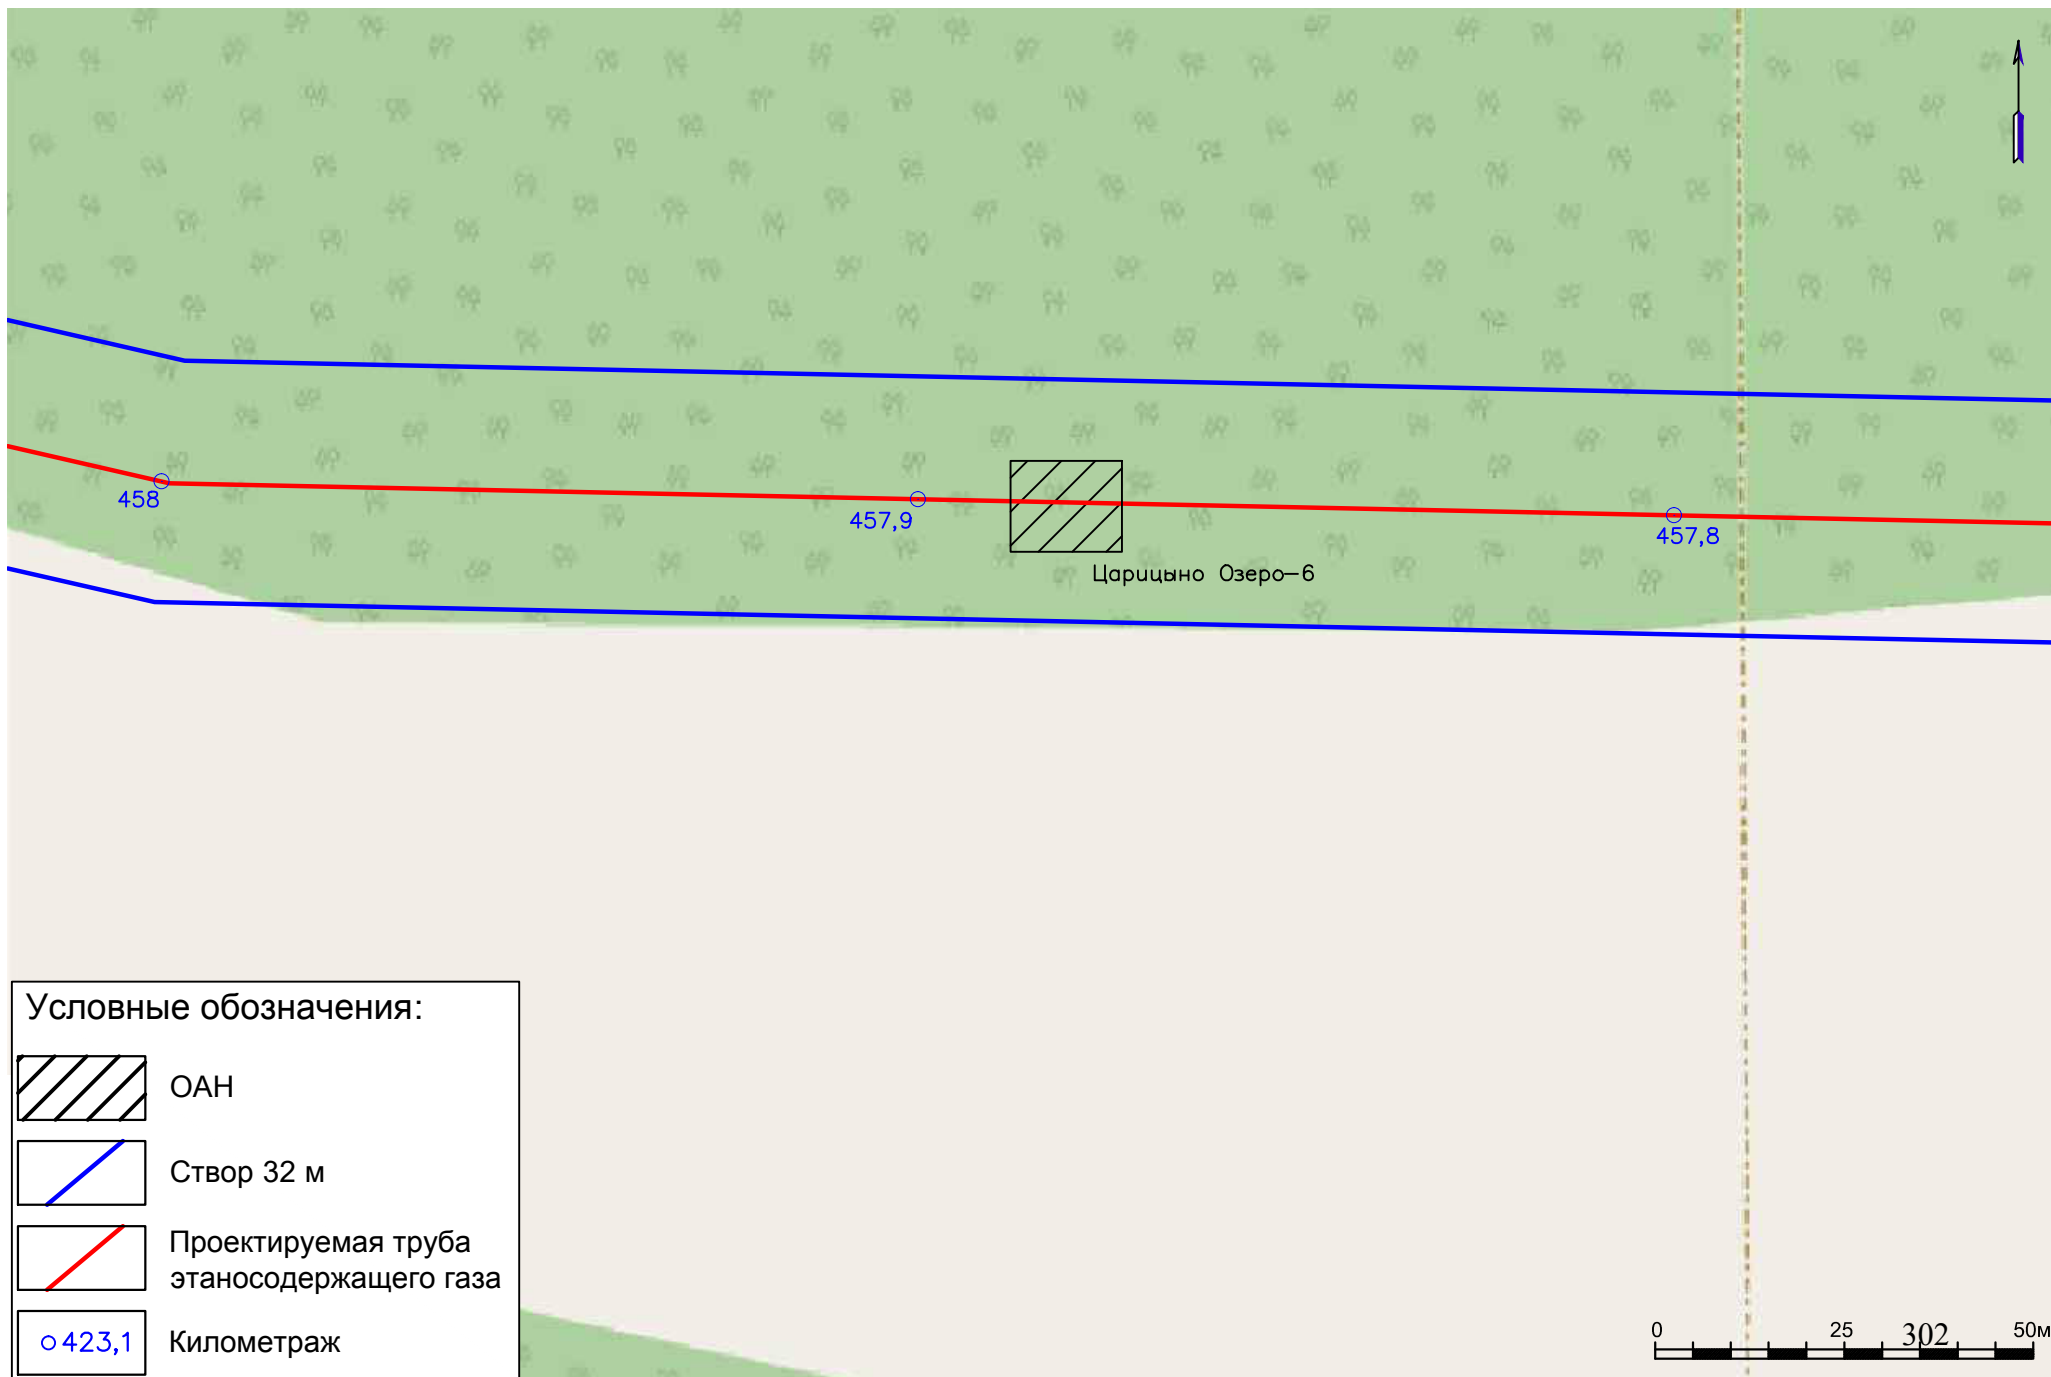 458
457,9
457,8
Царицыно Озеро-6
Условные обозначения:
ОАН
Створ 32 м
Проектируемая труба
этаносодержащего газа
423,1 Километраж
0 25 50м
302